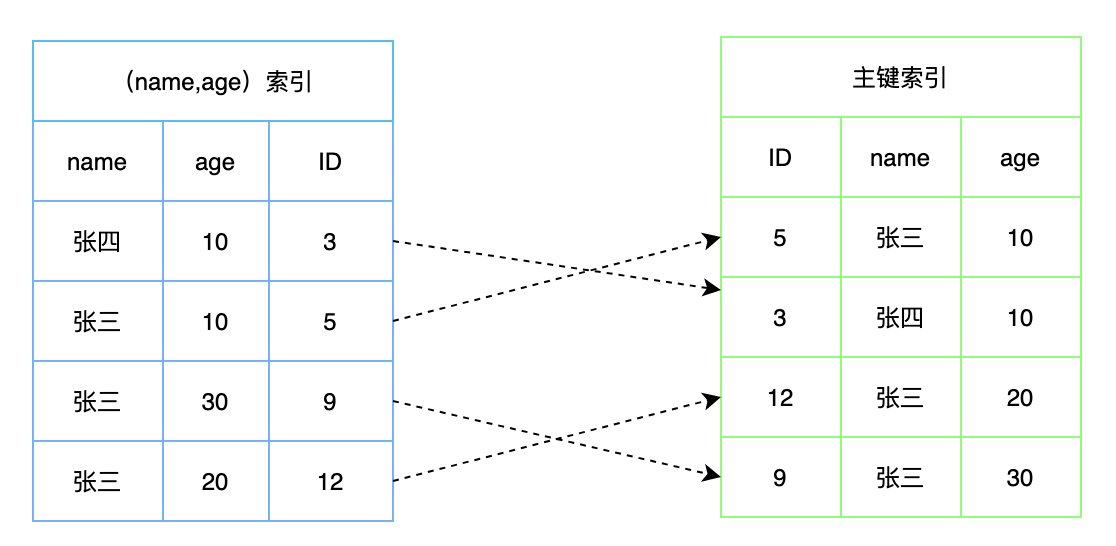 （name,age）索引
name age ID
张四 10 3
张三 10 5
张三 30 9
张三 20 12
主键索引
ID name age
5 张三 10
3 张四 10
12 张三 20
9 张三 30